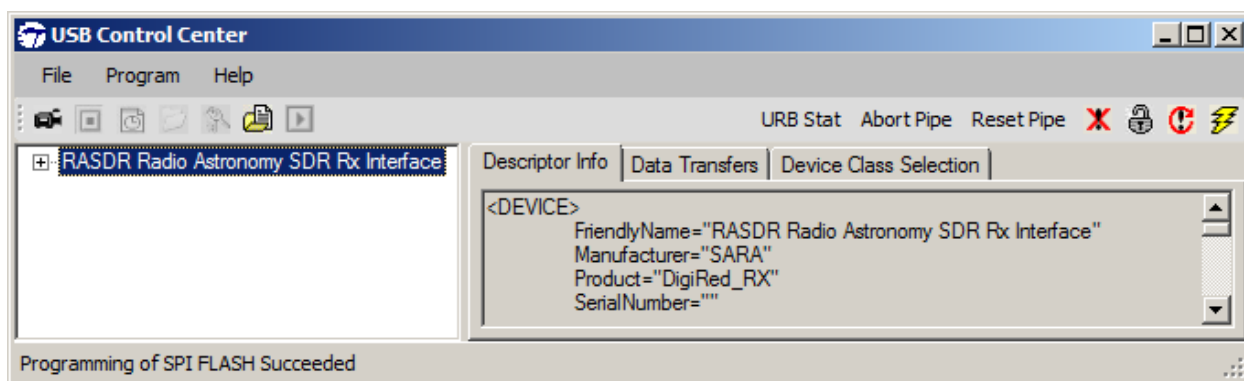 USB Control Center
File Program Help
URB Stat Abort Pipe Reset Pipe
RASDR Radio Astronomy SDR Rx Interface
Descriptor Info Data Transfers Device Class Selection
<DEVICE>
FriendlyName="RASDR Radio Astronomy SDR Rx Interface"
Manufacturer="SARA"
Product="DigiRed_RX"
SerialNumber=""
Programming of SPI FLASH Succeeded